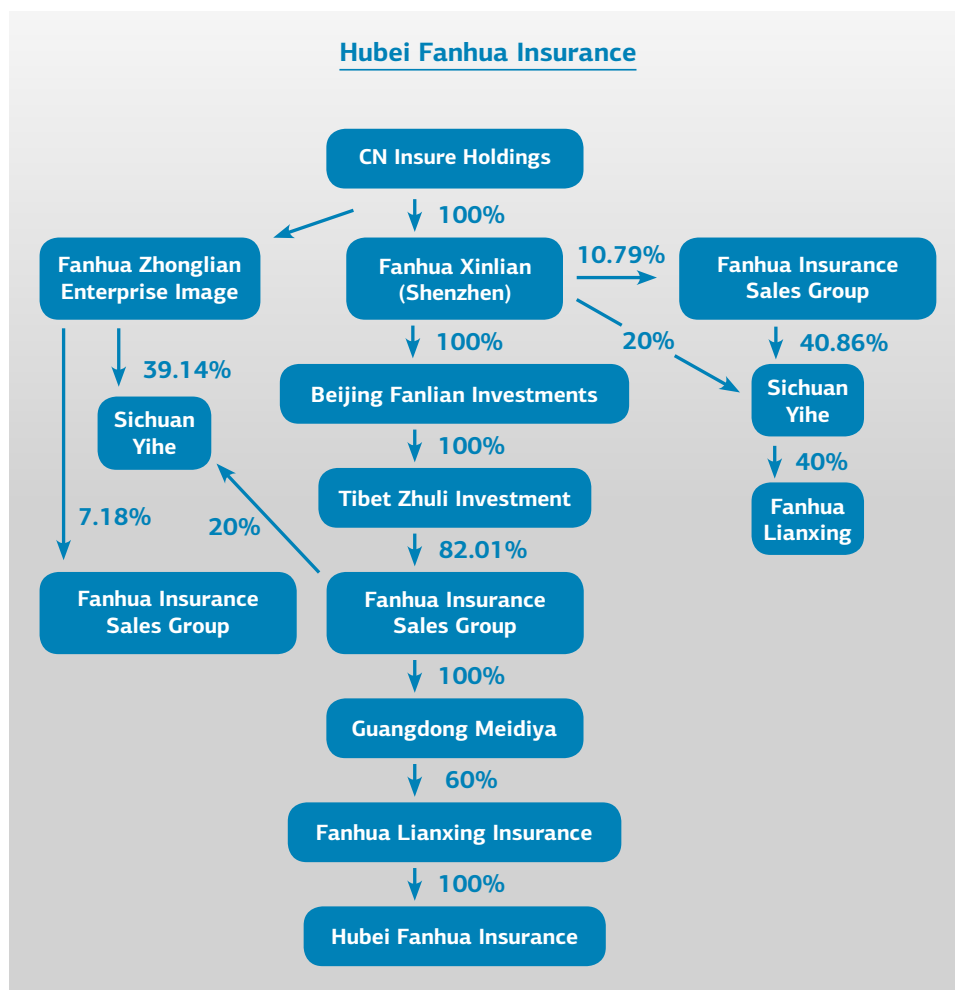 Hubei Fanhua Insurance
CN Insure Holdings
100%
Fanhua Zhonglian
Enterprise Image
Fanhua Xinlian
(Shenzhen)
10.79%
Fanhua Insurance
Sales Group
39.14%
100%
20%
40.86%
Sichuan
Yihe
Beijing Fanlian Investments
Sichuan
Yihe
100%
40%
7.18%
20%
Tibet Zhuli Investment
Fanhua
Lianxing
82.01%
Fanhua Insurance
Sales Group
Fanhua Insurance
Sales Group
100%
Guangdong Meidiya
60%
Fanhua Lianxing Insurance
100%
Hubei Fanhua Insurance